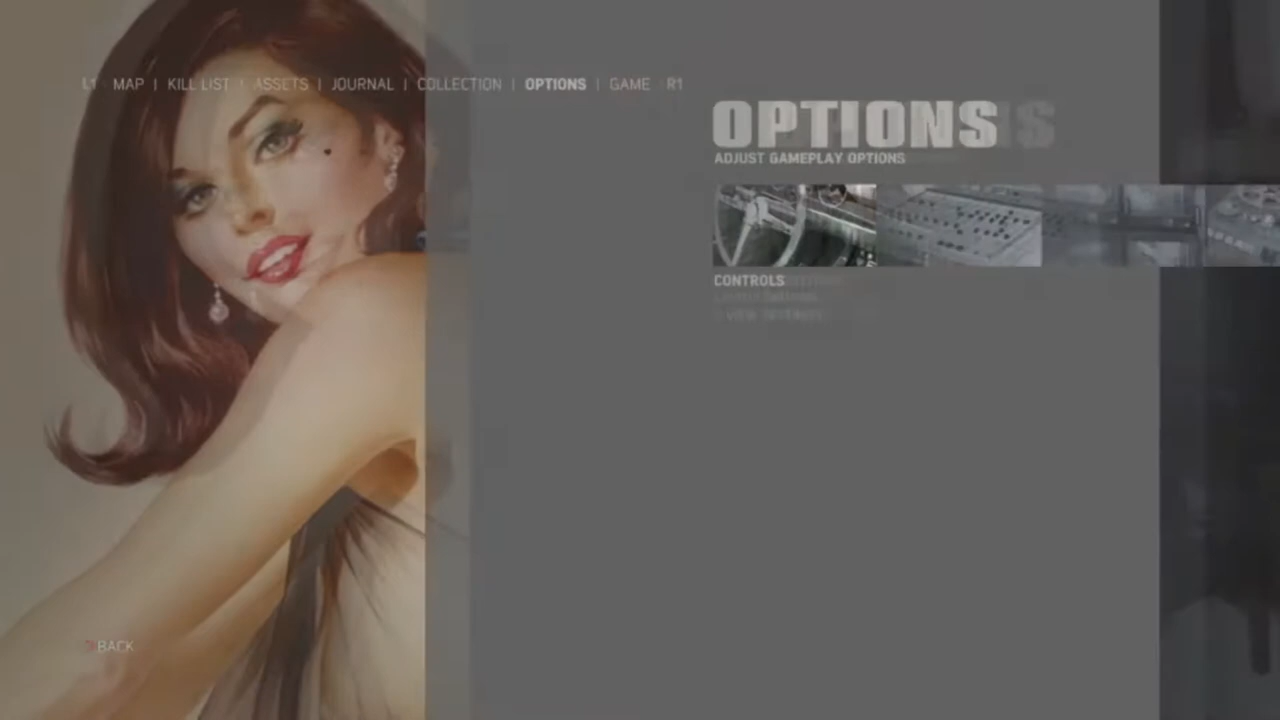 L1 MAP | KILL LIST | ASSETS | JOURNAL | COLLECTION | OPTIONS | GAME R1
OPTIONS
ADJUST GAMEPLAY OPTIONS
CONTROLS
BACK